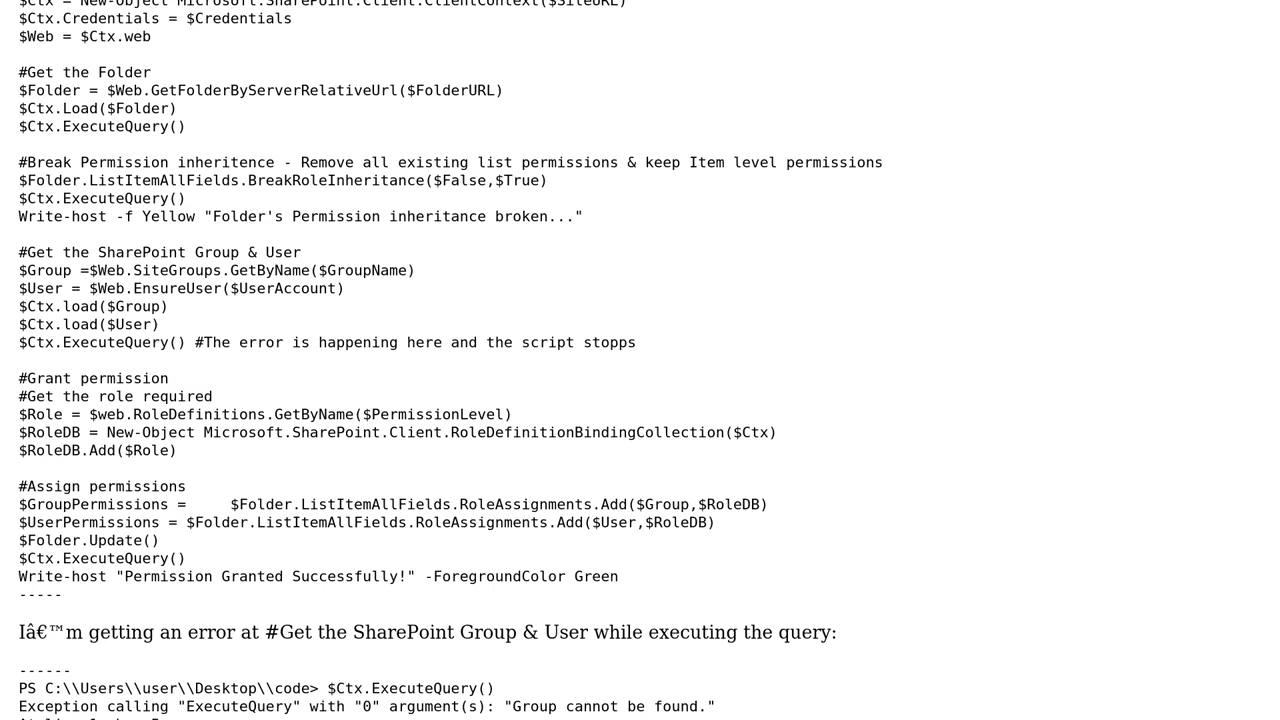 $Ctx = New-Object Microsoft.SharePoint.Client.ClientContext($SiteURL)
$Ctx.Credentials = $Credentials
$Web = $Ctx.web
#Get the Folder
$Folder = $Web.GetFolderByServerRelativeUrl($FolderURL)
$Ctx.Load($Folder)
$Ctx.ExecuteQuery()
#Break Permission inheritence - Remove all existing list permissions & keep Item level permissions
$Folder.ListItemAllFields.BreakRoleInheritance($False,$True)
$Ctx.ExecuteQuery()
Write-host -f Yellow "Folder's Permission inheritance broken..."
#Get the SharePoint Group & User
$Group =$Web.SiteGroups.GetByName($GroupName)
$User = $Web.EnsureUser($UserAccount)
$Ctx.load($Group)
$Ctx.load($User)
$Ctx.ExecuteQuery() #The error is happening here and the script stopps
#Grant permission
#Get the role required
$Role = $web.RoleDefinitions.GetByName($PermissionLevel)
$RoleDB = New-Object Microsoft.SharePoint.Client.RoleDefinitionBindingCollection($Ctx)
$RoleDB.Add($Role)
#Assign permissions
$GroupPermissions =     $Folder.ListItemAllFields.RoleAssignments.Add($Group,$RoleDB)
$UserPermissions = $Folder.ListItemAllFields.RoleAssignments.Add($User,$RoleDB)
$Folder.Update()
$Ctx.ExecuteQuery()
Write-host "Permission Granted Successfully!" -ForegroundColor Green
-----
Iâ€™m getting an error at #Get the SharePoint Group & User while executing the query:
------
PS C:\\Users\\user\\Desktop\\code> $Ctx.ExecuteQuery()
Exception calling "ExecuteQuery" with "0" argument(s): "Group cannot be found."